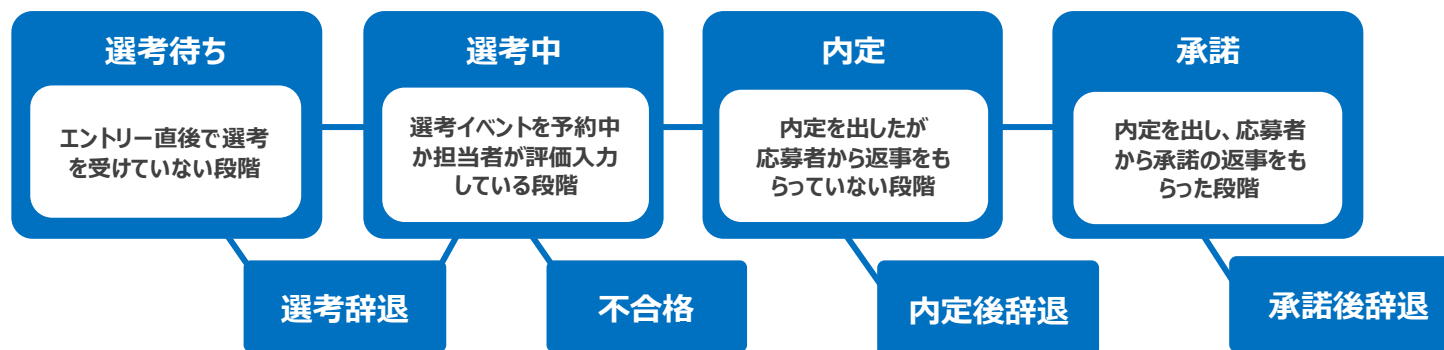 選考待ち
エントリー直後で選考
を受けていない段階
選考中
選考イベントを予約中
か担当者が評価入力
している段階
内定
内定を出したが
応募者から返事をも
らっていない段階
承諾
内定を出し、応募者
から承諾の返事をも
らった段階
選考辞退
不合格
内定後辞退
承諾後辞退